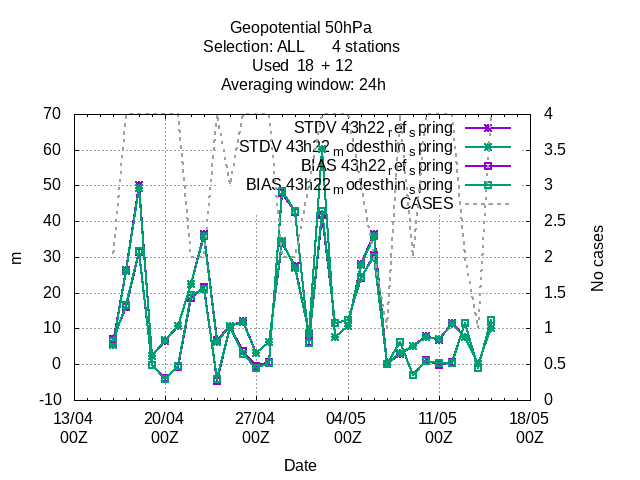 Geopotential 50hPa
Selection: ALL 4 stations
Used 18 + 12
Averaging window: 24h
STDV 43h22_ref_spring
STDV 43h22_modesthin_spring
BIAS 43h22_ref_spring
BIAS 43h22_modesthin_spring
CASES
70
60
50
40
30
20
10
0
-10
m
4
3.5
3
2.5
2
1.5
1
0.5
0
No cases
13/04 20/04 27/04 04/05 11/05 18/05
00Z 00Z 00Z 00Z 00Z 00Z
Date